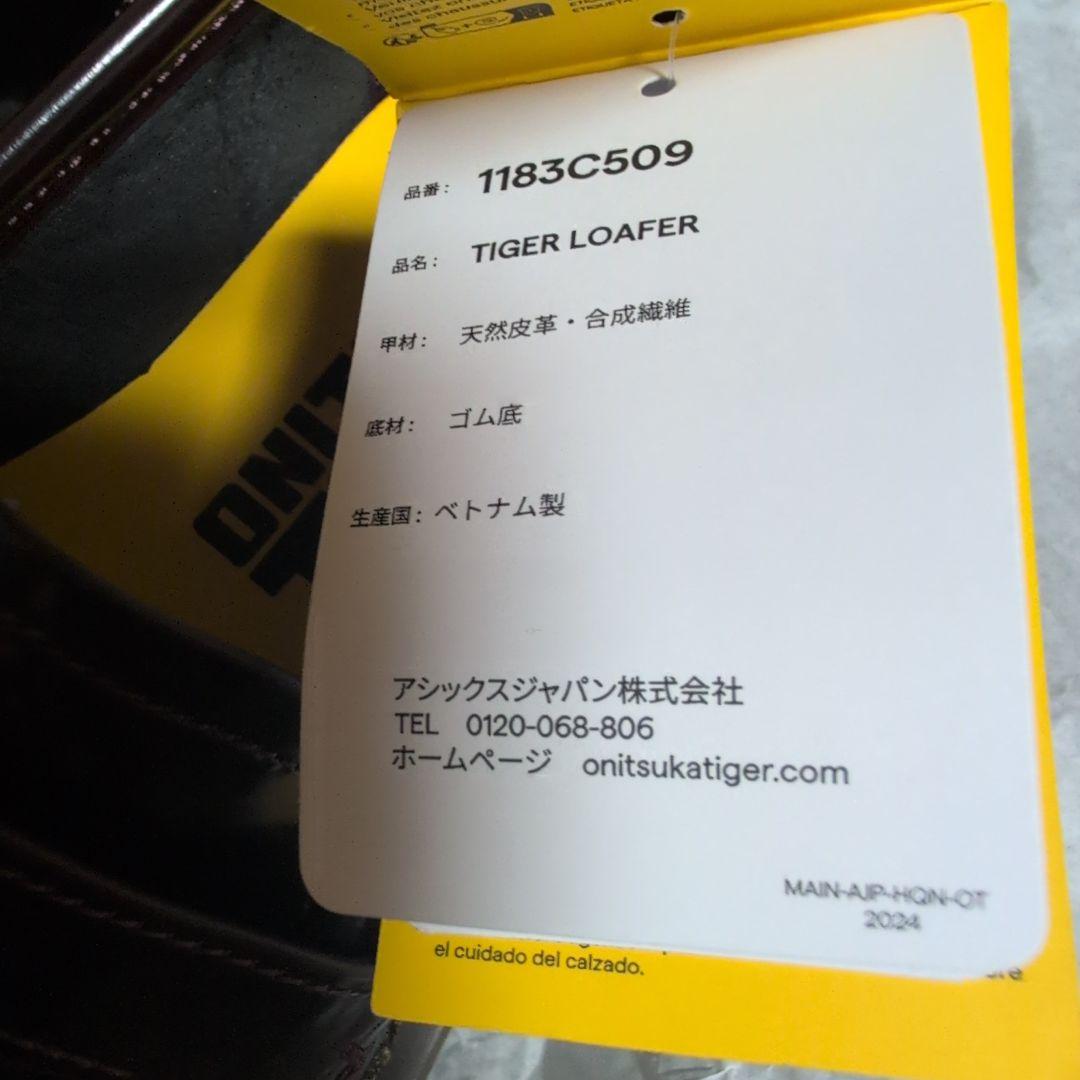 des chaussu
品番: 1183C509
品名: TIGER LOAFER
甲材: 天然皮革・合成繊維
底材: ゴム底
生産国: ベトナム製
ONIT
アシックスジャパン株式会社
TEL 0120-068-806
ホームページ onitsukatiger.com
MAIN-AJP-HQN-OT
2024
el cuidado del calzado.